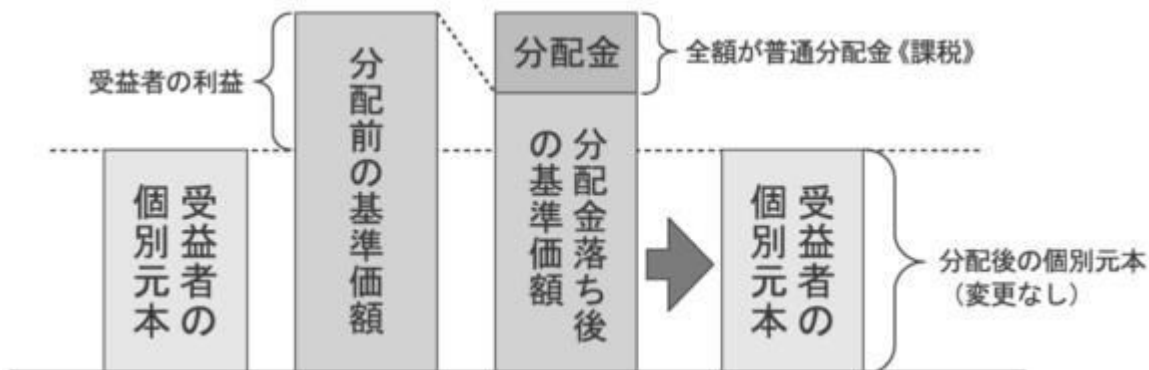 受益者の利益
受益者の
個別元本
分配前の基準価額
分配金
全額が普通分配金《課税》
分配金落ち後
の基準価額
受益者の
個別元本
分配後の個別元本
(変更なし)